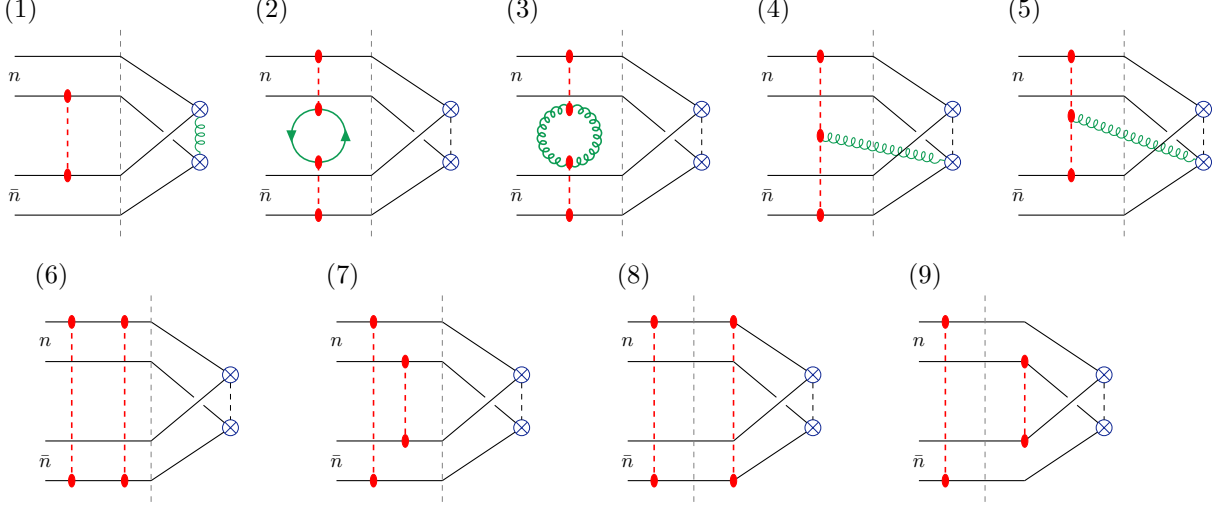 (1) (2) (3) (4) (5)
n n n n n
n̄ n̄ n̄ n̄ n̄
(6) (7) (8) (9)
n n n n
n̄ n̄ n̄ n̄